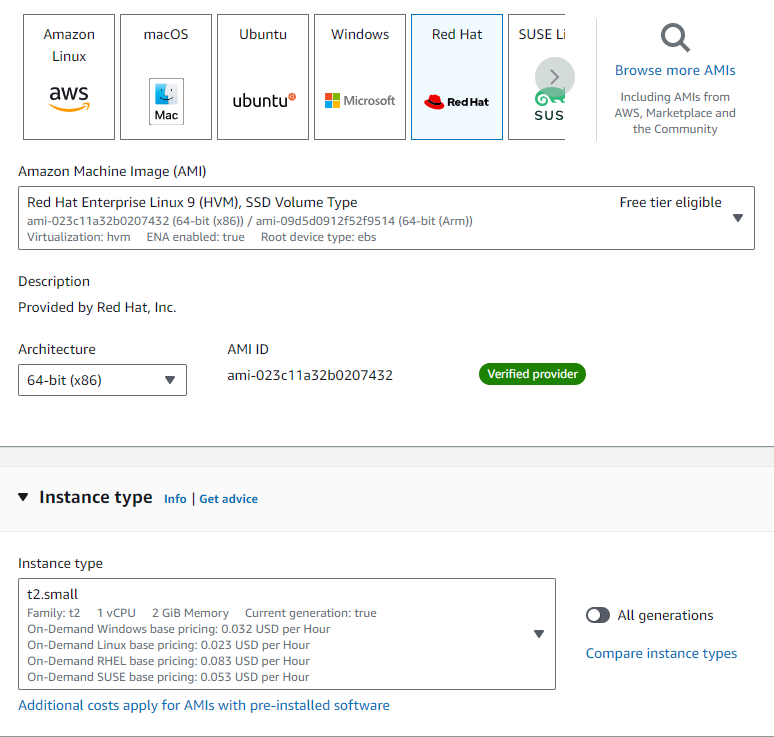 Amazon
Linux
aws
macOS
Mac
Ubuntu
ubuntu
Windows
Microsoft
Red Hat
Red Hat
SUSE Li
SUS
Browse more AMIs
Including AMIs from
AWS, Marketplace and
the Community
Amazon Machine Image (AMI)
Red Hat Enterprise Linux 9 (HVM), SSD Volume Type Free tier eligible
ami-023c11a32b0207432 (64-bit (x86)) / ami-09d5d0912f52f9514 (64-bit (Arm))
Virtualization: hvm ENA enabled: true Root device type: ebs
Description
Provided by Red Hat, Inc.
Architecture AMI ID
64-bit (x86) ami-023c11a32b0207432 Verified provider
Instance type Info | Get advice
Instance type
t2.small
Family: t2 1 vCPU 2 GiB Memory Current generation: true
On-Demand Windows base pricing: 0.032 USD per Hour
On-Demand Linux base pricing: 0.023 USD per Hour
On-Demand RHEL base pricing: 0.083 USD per Hour
On-Demand SUSE base pricing: 0.053 USD per Hour
All generations
Compare instance types
Additional costs apply for AMIs with pre-installed software